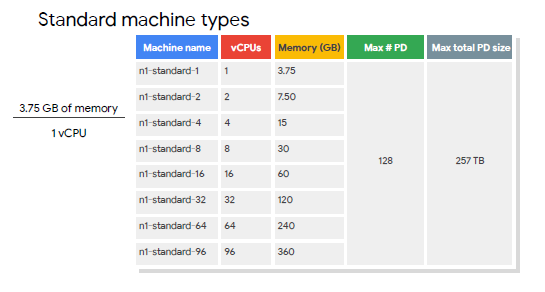 Standard machine types
Machine name vCPUs Memory (GB) Max # PD Max total PD size
n1-standard-1 1 3.75
n1-standard-2 2 7.50
3.75 GB of memory
1 vCPU
n1-standard-4 4 15
n1-standard-8 8 30
128 257 TB
n1-standard-16 16 60
n1-standard-32 32 120
n1-standard-64 64 240
n1-standard-96 96 360